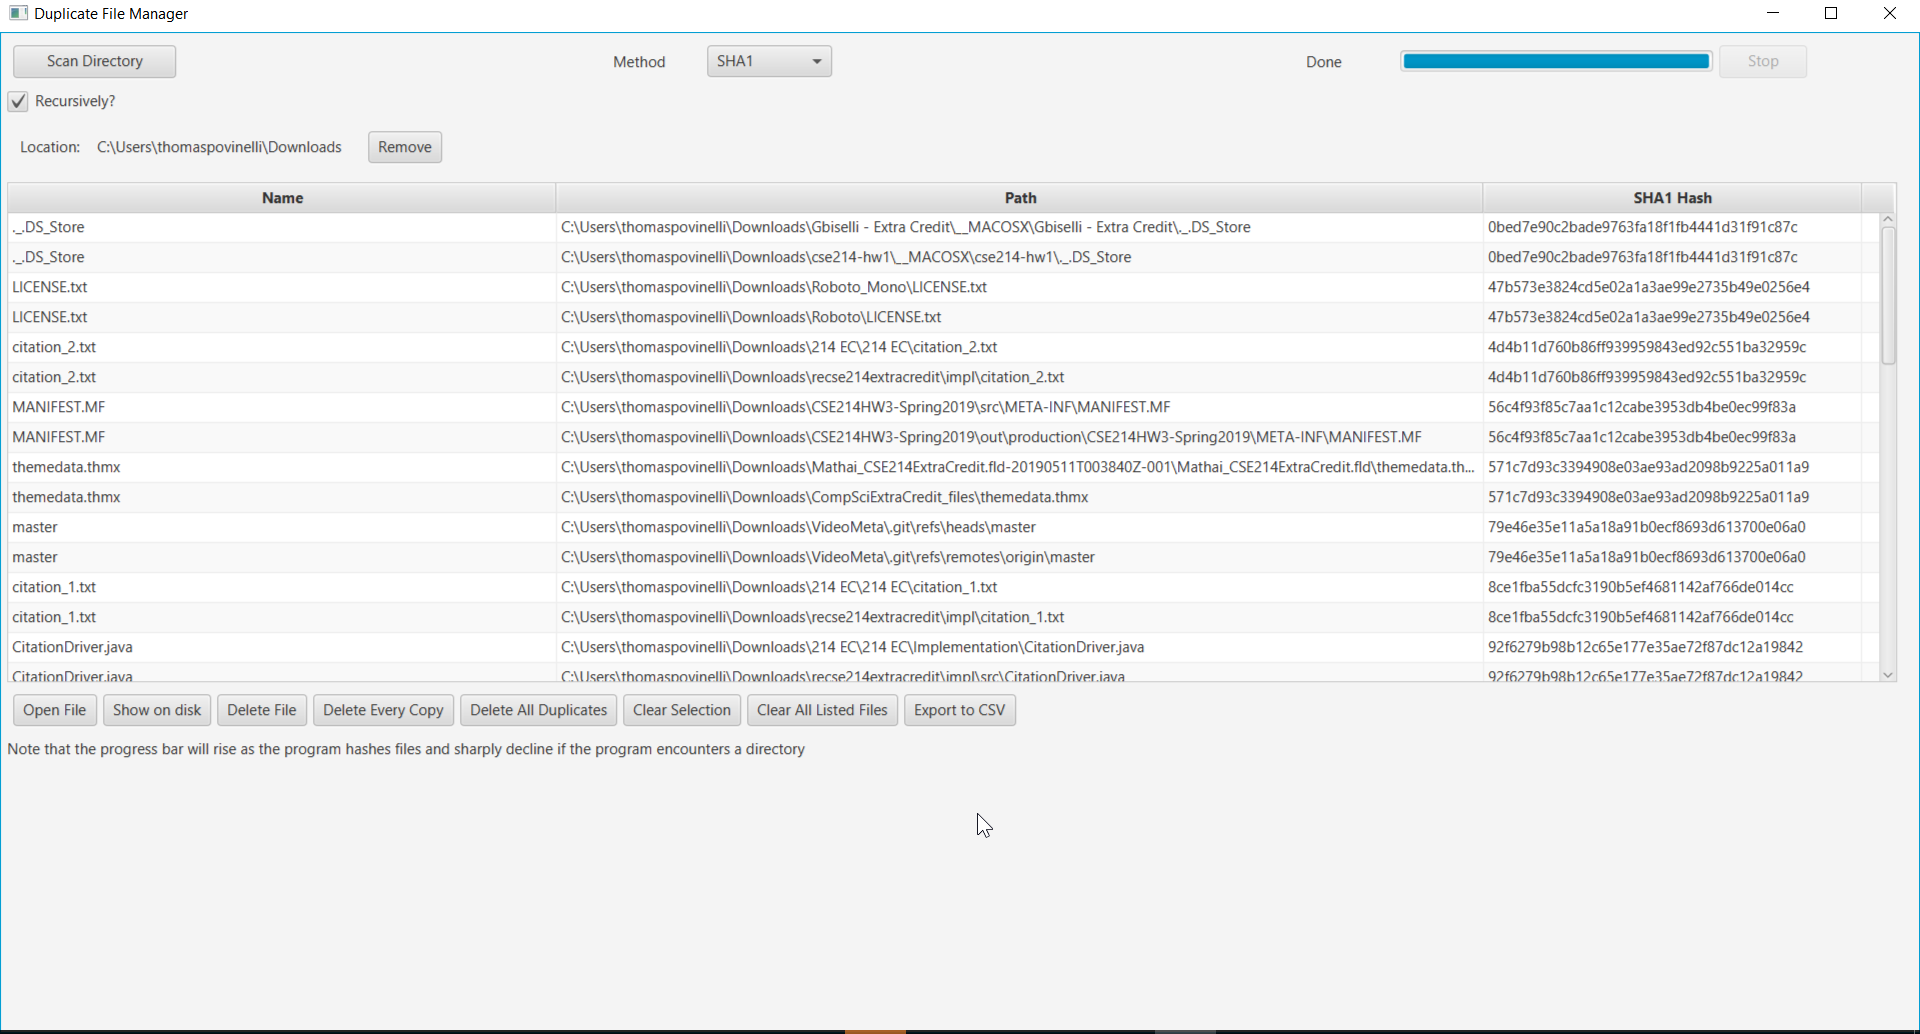 Duplicate File Manager
Scan Directory Method SHA1 Done Stop
Recursively?
Location: C:\Users\thomaspovinelli\Downloads Remove
Name Path SHA1 Hash
._.DS_Store C:\Users\thomaspovinelli\Downloads\Gbiselli - Extra Credit\__MACOSX\Gbiselli - Extra Credit\._.DS_Store 0bed7e90c2bade9763fa18f1fb4441d31f91c87c
._.DS_Store C:\Users\thomaspovinelli\Downloads\cse214-hw1\__MACOSX\cse214-hw1\._.DS_Store 0bed7e90c2bade9763fa18f1fb4441d31f91c87c
LICENSE.txt C:\Users\thomaspovinelli\Downloads\Roboto_Mono\LICENSE.txt 47b573e3824cd5e02a1a3ae99e2735b49e0256e4
LICENSE.txt C:\Users\thomaspovinelli\Downloads\Roboto\LICENSE.txt 47b573e3824cd5e02a1a3ae99e2735b49e0256e4
citation_2.txt C:\Users\thomaspovinelli\Downloads\214 EC\214 EC\citation_2.txt 4d4b11d760b86ff939959843ed92c551ba32959c
citation_2.txt C:\Users\thomaspovinelli\Downloads\recse214extracredit\impl\citation_2.txt 4d4b11d760b86ff939959843ed92c551ba32959c
MANIFEST.MF C:\Users\thomaspovinelli\Downloads\CSE214HW3-Spring2019\src\META-INF\MANIFEST.MF 56c4f93f85c7aa1c12cabe3953db4be0ec99f83a
MANIFEST.MF C:\Users\thomaspovinelli\Downloads\CSE214HW3-Spring2019\out\production\CSE214HW3-Spring2019\META-INF\MANIFEST.MF 56c4f93f85c7aa1c12cabe3953db4be0ec99f83a
themedata.thmx C:\Users\thomaspovinelli\Downloads\Mathai_CSE214ExtraCredit.fld-20190511T003840Z-001\Mathai_CSE214ExtraCredit.fld\themedata.th... 571c7d93c3394908e03ae93ad2098b9225a011a9
themedata.thmx C:\Users\thomaspovinelli\Downloads\CompSciExtraCredit_files\themedata.thmx 571c7d93c3394908e03ae93ad2098b9225a011a9
master C:\Users\thomaspovinelli\Downloads\VideoMeta\.git\refs\heads\master 79e46e35e11a5a18a91b0ecf8693d613700e06a0
master C:\Users\thomaspovinelli\Downloads\VideoMeta\.git\refs\remotes\origin\master 79e46e35e11a5a18a91b0ecf8693d613700e06a0
citation_1.txt C:\Users\thomaspovinelli\Downloads\214 EC\214 EC\citation_1.txt 8ce1fba55dcfc3190b5ef4681142af766de014cc
citation_1.txt C:\Users\thomaspovinelli\Downloads\recse214extracredit\impl\citation_1.txt 8ce1fba55dcfc3190b5ef4681142af766de014cc
CitationDriver.java C:\Users\thomaspovinelli\Downloads\214 EC\214 EC\Implementation\CitationDriver.java 92f6279b98b12c65e177e35ae72f87dc12a19842
CitationDriver.java C:\Users\thomaspovinelli\Downloads\recse214extracredit\impl\src\CitationDriver.java 92f6279b98b12c65e177e35ae72f87dc12a19842
Open File Show on disk Delete File Delete Every Copy Delete All Duplicates Clear Selection Clear All Listed Files Export to CSV
Note that the progress bar will rise as the program hashes files and sharply decline if the program encounters a directory